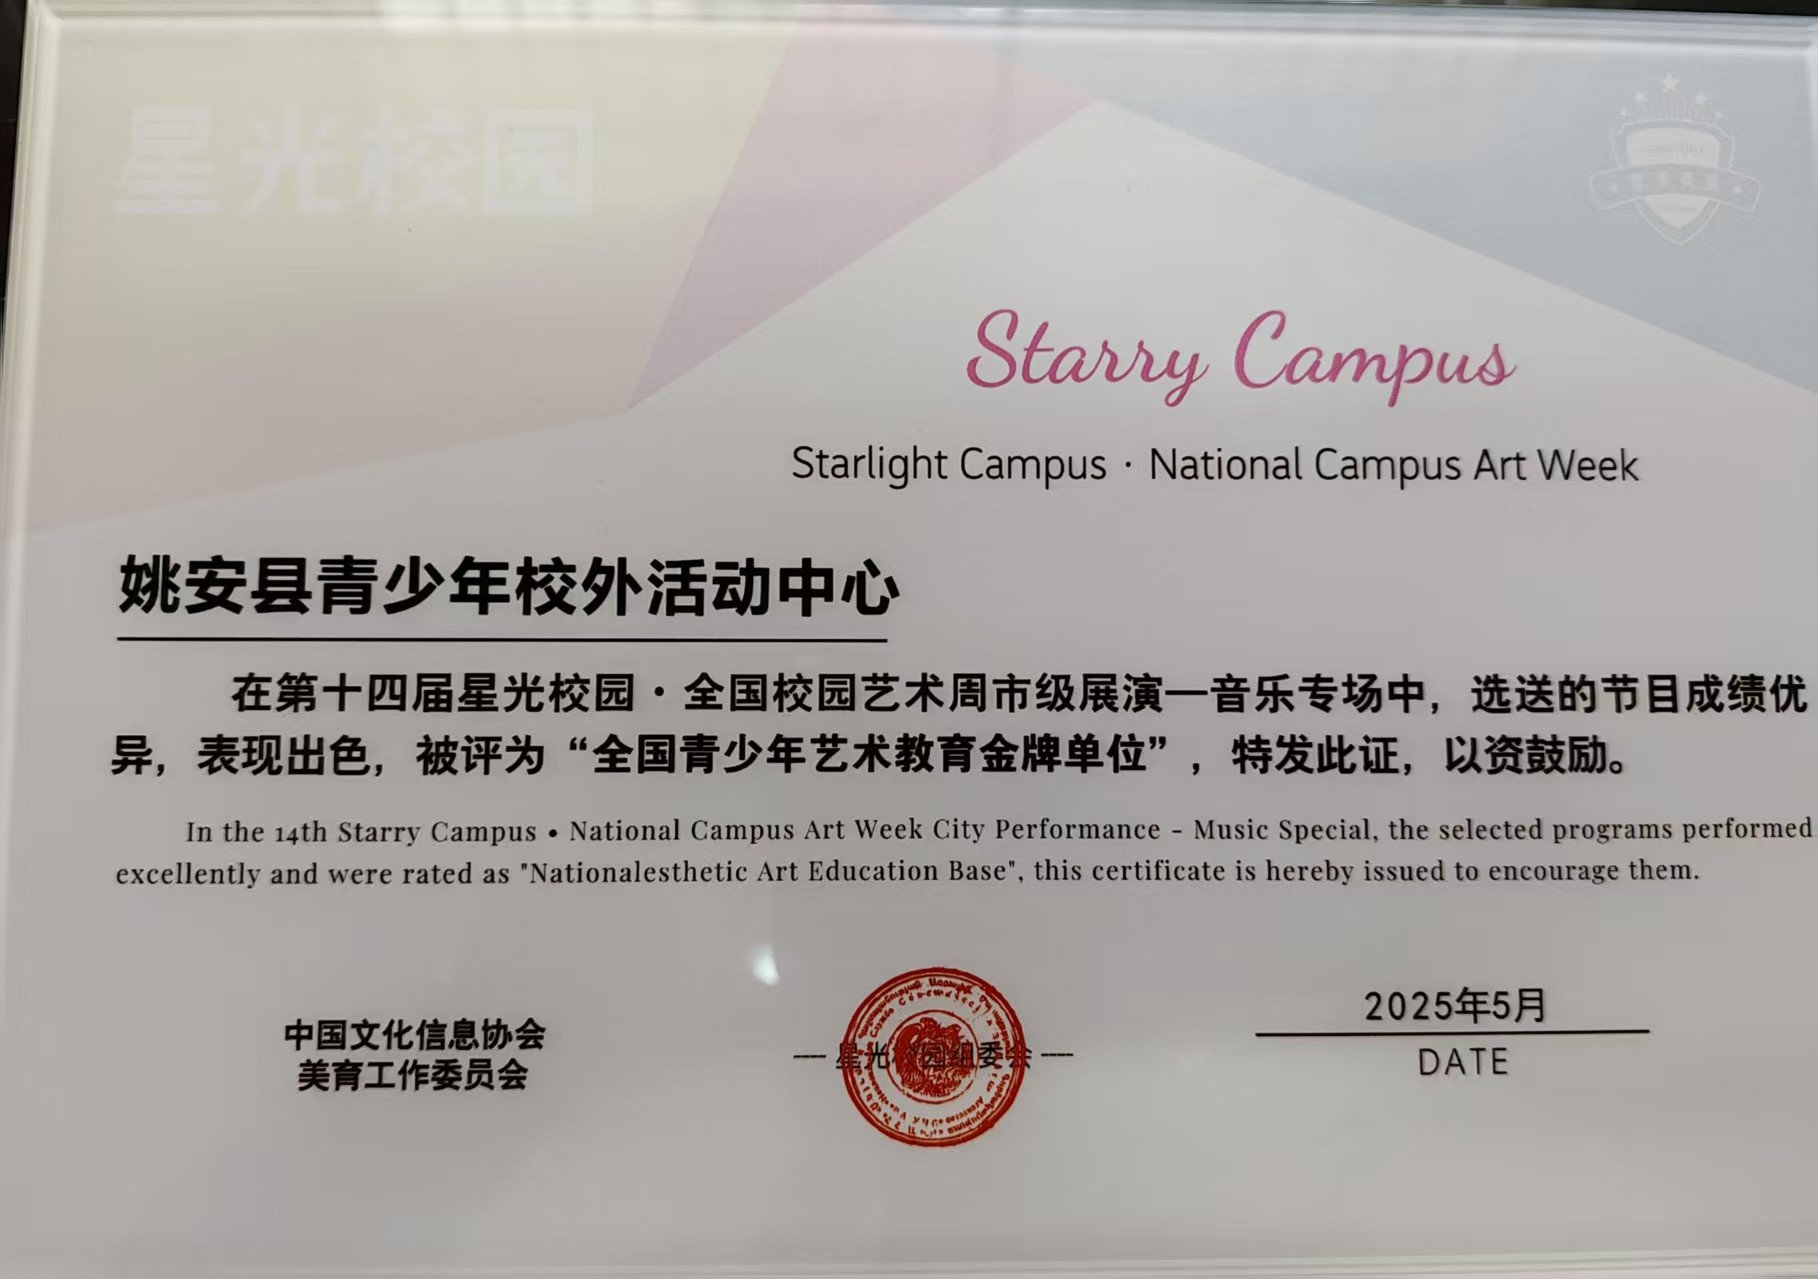 星光校园
Starry Campus
Starlight Campus · National Campus Art Week
姚安县青少年校外活动中心
在第十四届星光校园·全国校园艺术周市级展演—音乐专场中，选送的节目成绩优
异，表现出色，被评为“全国青少年艺术教育金牌单位”，特发此证，以资鼓励。
In the 14th Starry Campus • National Campus Art Week City Performance - Music Special, the selected programs performed
excellently and were rated as "Nationalesthetic Art Education Base", this certificate is hereby issued to encourage them.
中国文化信息协会
美育工作委员会
星光校园组委会
2025年5月
DATE